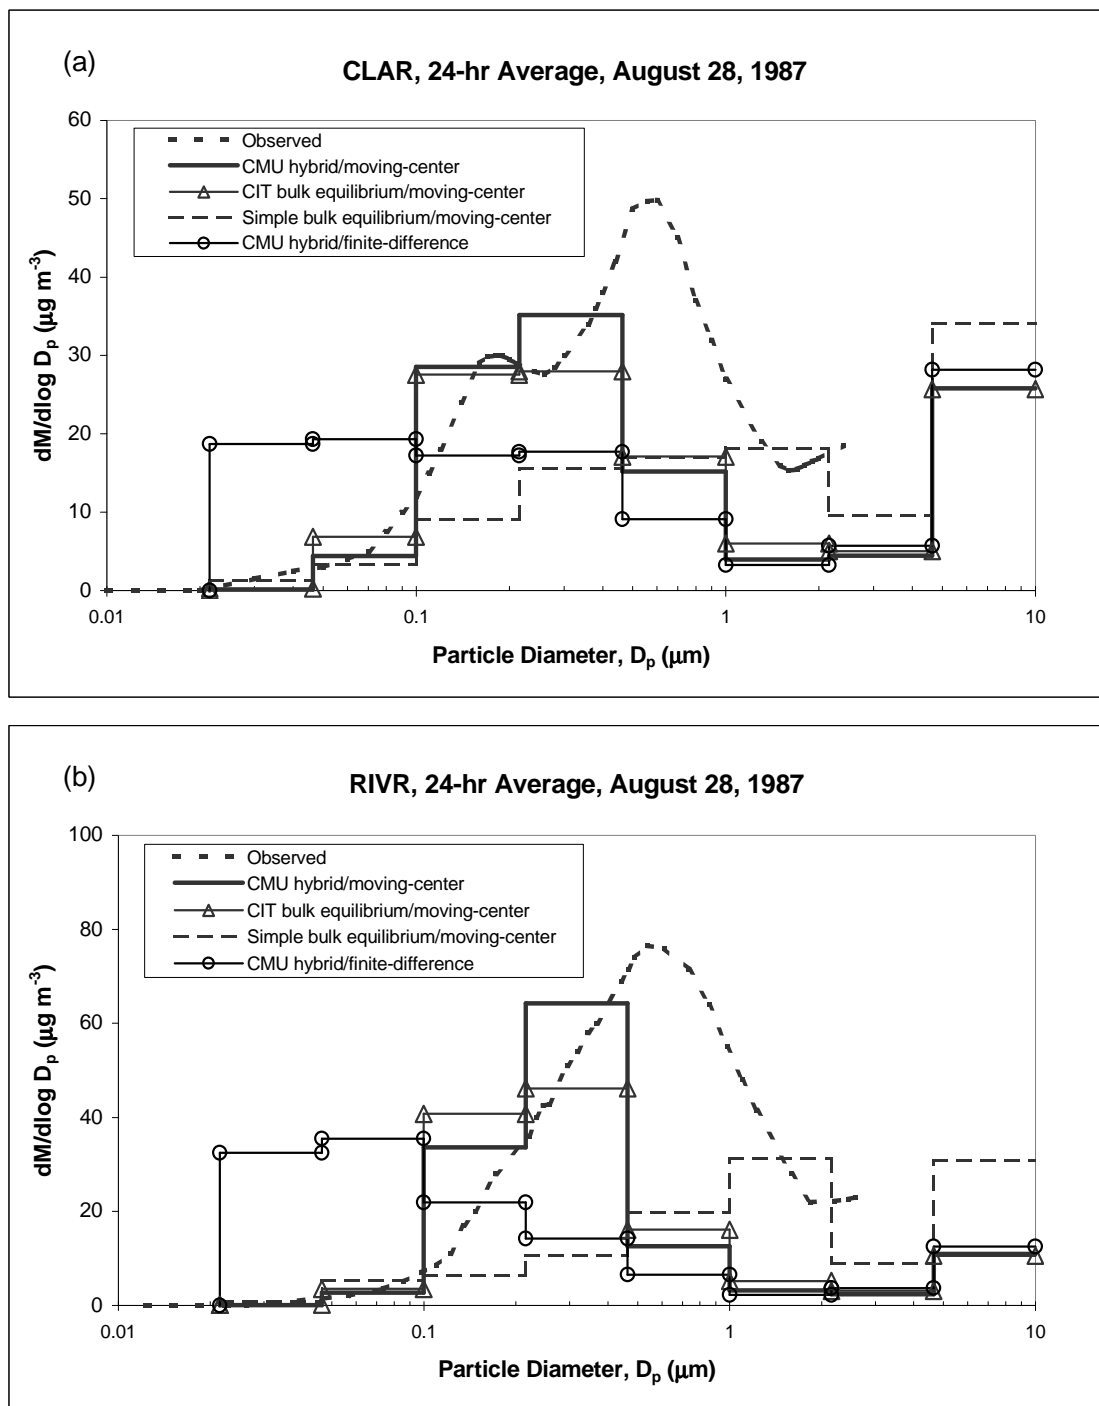 (a)
CLAR, 24-hr Average, August 28, 1987
60
50
40
30
20
10
0
dM/dlog Dp (μg m-3)
Observed
CMU hybrid/moving-center
CIT bulk equilibrium/moving-center
Simple bulk equilibrium/moving-center
CMU hybrid/finite-difference
0.01 0.1 1 10
Particle Diameter, Dp (μm)
(b)
RIVR, 24-hr Average, August 28, 1987
100
80
60
40
20
0
dM/dlog Dp (μg m-3)
Observed
CMU hybrid/moving-center
CIT bulk equilibrium/moving-center
Simple bulk equilibrium/moving-center
CMU hybrid/finite-difference
0.01 0.1 1 10
Particle Diameter, Dp (μm)